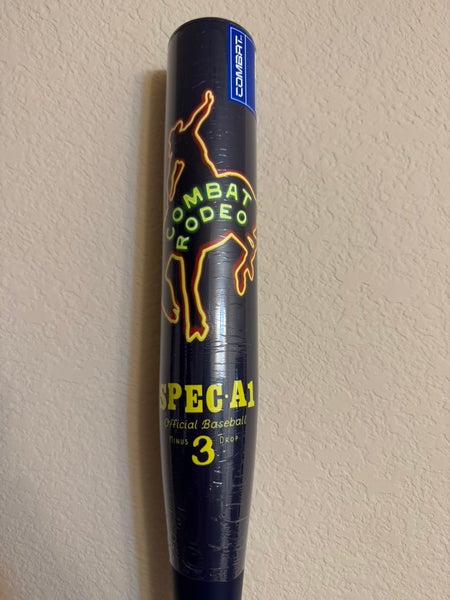 COMBAT
COMBAT
RODEO
SPEC·A1
Official Baseball
MINUS 3 DROP